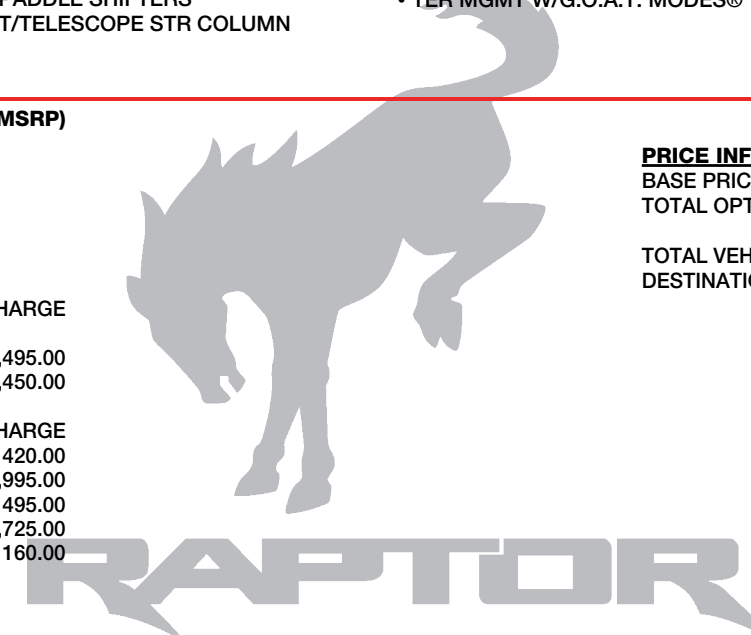 PADDLE SHIFTERS
T/TELESCOPE STR COLUMN
• TER MGMT W/G.O.A.T. MODES®
MSRP)
HARGE
,495.00
,450.00
HARGE
420.00
,995.00
495.00
,725.00
160.00
PRICE INF
BASE PRIC
TOTAL OPT
TOTAL VEH
DESTINATIO
RAPTOR